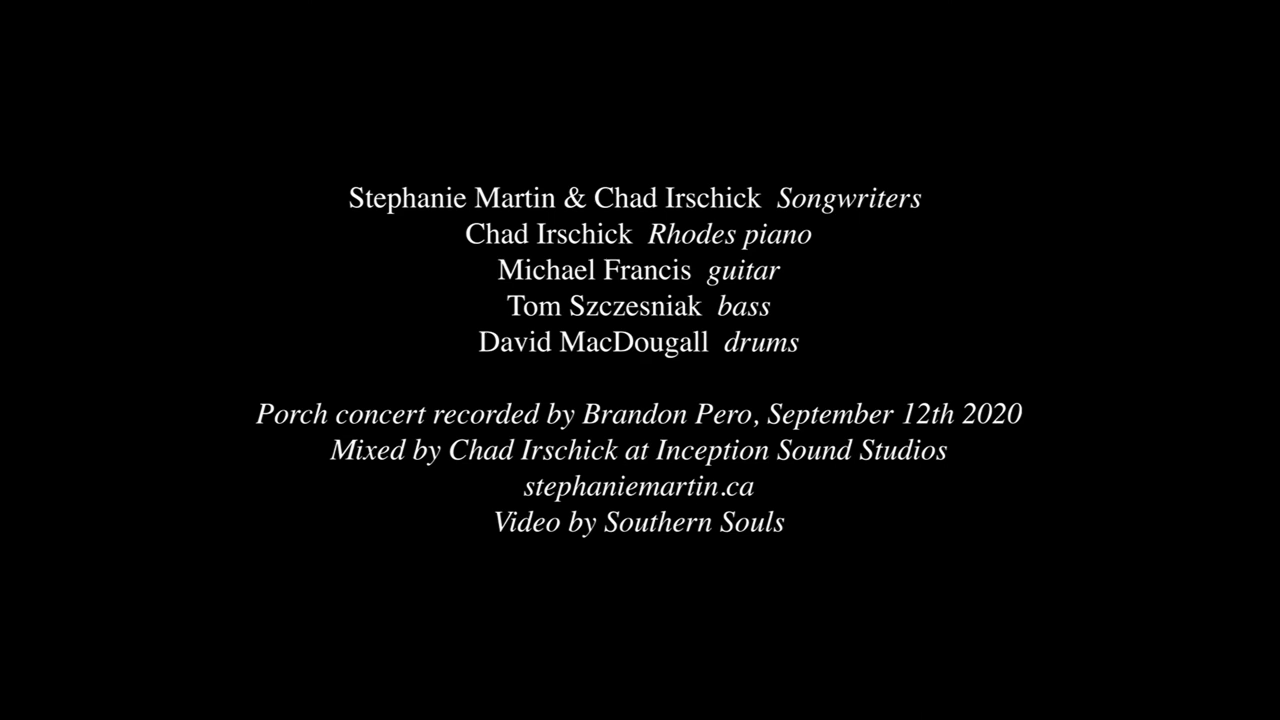 Stephanie Martin & Chad Irschick Songwriters
Chad Irschick Rhodes piano
Michael Francis guitar
Tom Szczesniak bass
David MacDougall drums
Porch concert recorded by Brandon Pero, September 12th 2020
Mixed by Chad Irschick at Inception Sound Studios
stephaniemartin.ca
Video by Southern Souls